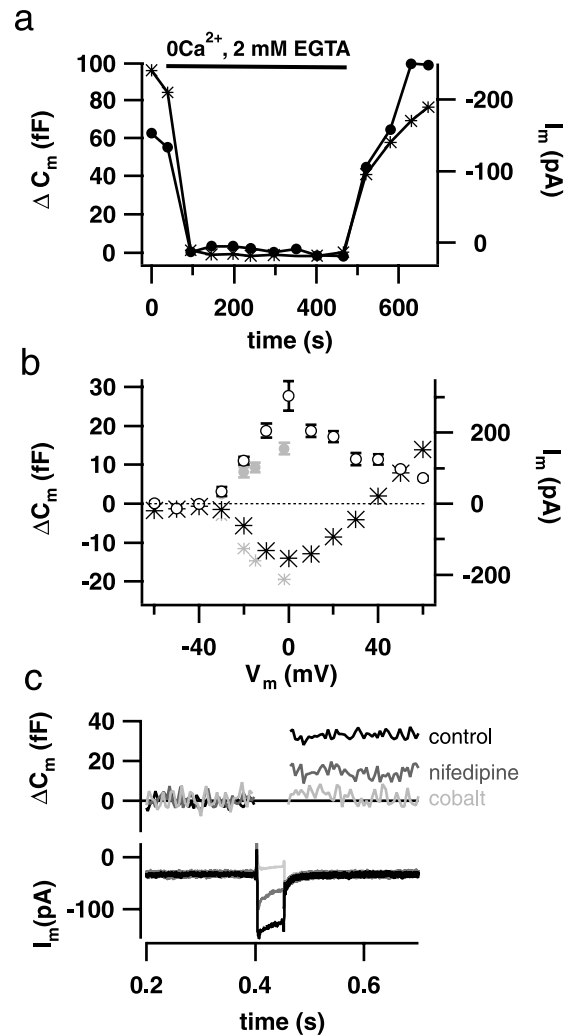 a
0Ca²⁺, 2 mM EGTA
100
80
60
40
20
0
Δ Cₘ (fF)
-200
-100
0
Iₘ (pA)
0 200 400 600
time (s)
b
30
20
10
0
-10
-20
ΔCₘ (fF)
200
100
0
-100
-200
Iₘ (pA)
-40 0 40
Vₘ (mV)
c
40
20
0
ΔCₘ (fF)
control
nifedipine
cobalt
0
-100
Iₘ(pA)
0.2 0.4 0.6
time (s)